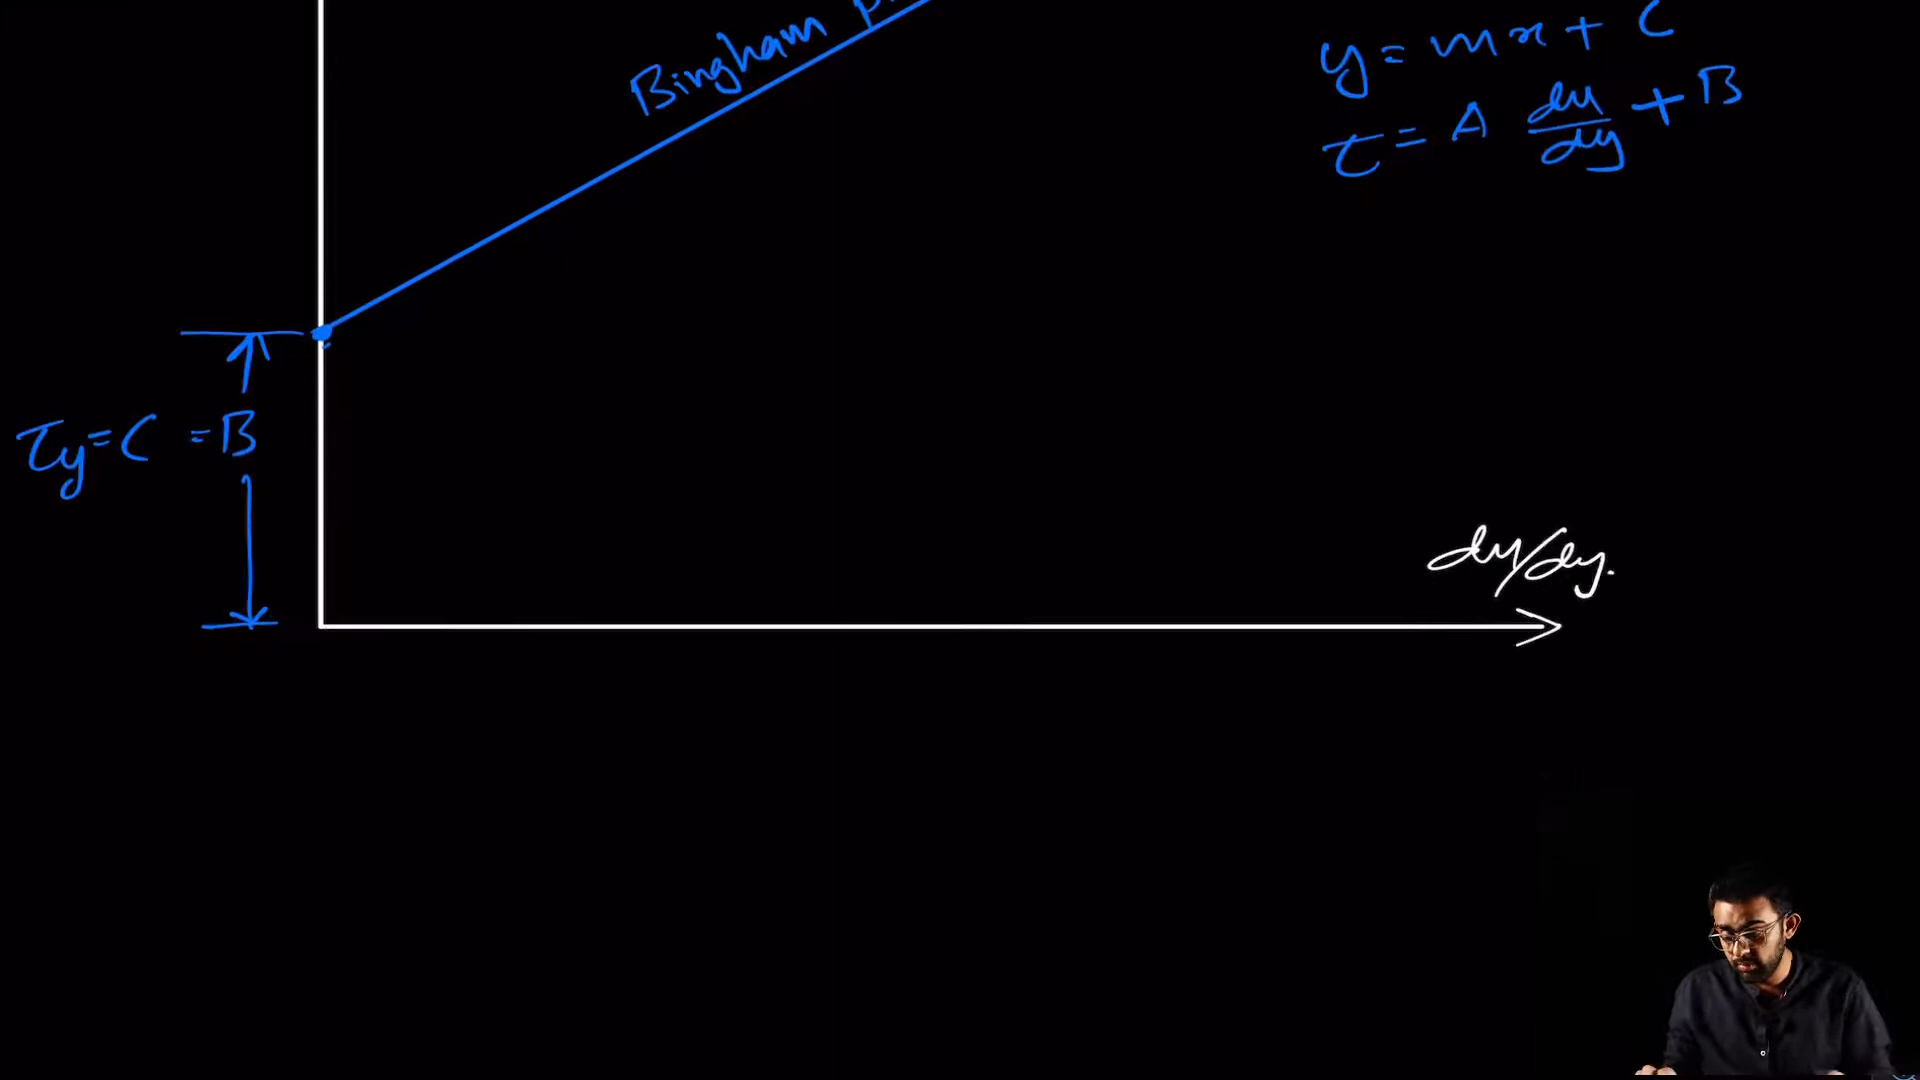 Bingham
y = mx + C
τ = A du/dy + B
τy = C = B
du/dy.